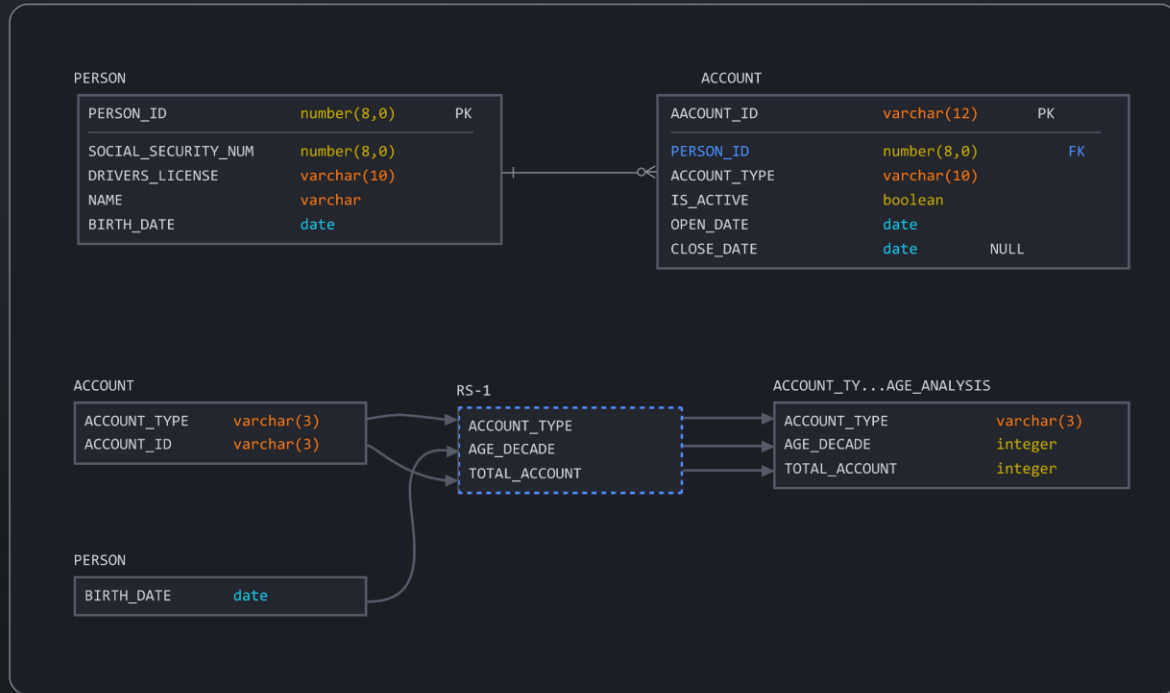 PERSON
PERSON_ID number(8,0) PK
SOCIAL_SECURITY_NUM number(8,0)
DRIVERS_LICENSE varchar(10)
NAME varchar
BIRTH_DATE date
ACCOUNT
AACOUNT_ID varchar(12) PK
PERSON_ID number(8,0) FK
ACCOUNT_TYPE varchar(10)
IS_ACTIVE boolean
OPEN_DATE date
CLOSE_DATE date NULL
ACCOUNT
ACCOUNT_TYPE varchar(3)
ACCOUNT_ID varchar(3)
RS-1
ACCOUNT_TYPE
AGE_DECADE
TOTAL_ACCOUNT
ACCOUNT_TY...AGE_ANALYSIS
ACCOUNT_TYPE varchar(3)
AGE_DECADE integer
TOTAL_ACCOUNT integer
PERSON
BIRTH_DATE date